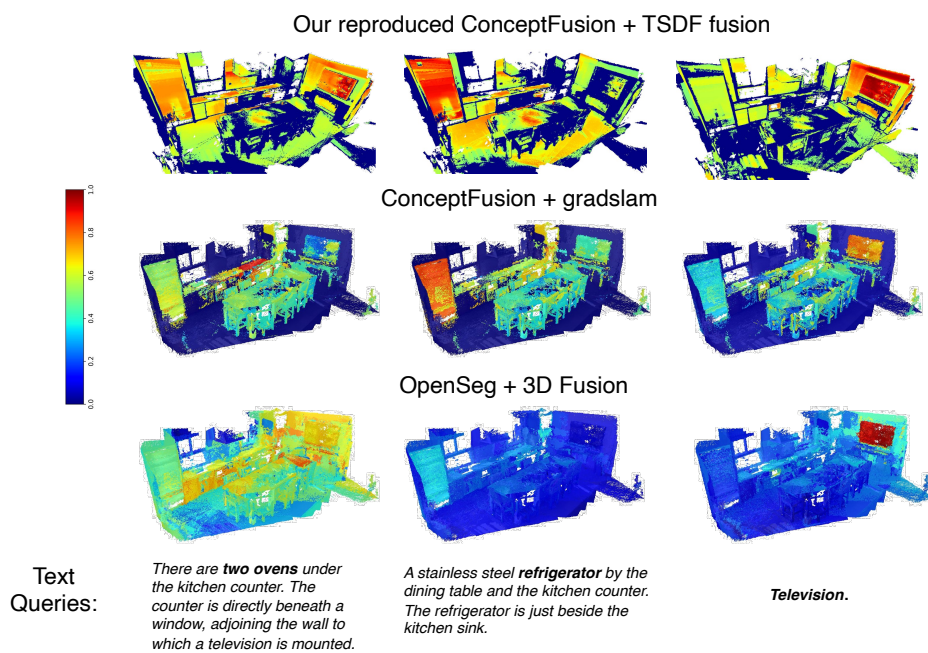 Our reproduced ConceptFusion + TSDF fusion
ConceptFusion + gradslam
1.0
0.8
0.6
0.4
0.2
0.0
OpenSeg + 3D Fusion
Text
Queries:
There are two ovens under
the kitchen counter. The
counter is directly beneath a
window, adjoining the wall to
which a television is mounted.
A stainless steel refrigerator by the
dining table and the kitchen counter.
The refrigerator is just beside the
kitchen sink.
Television.